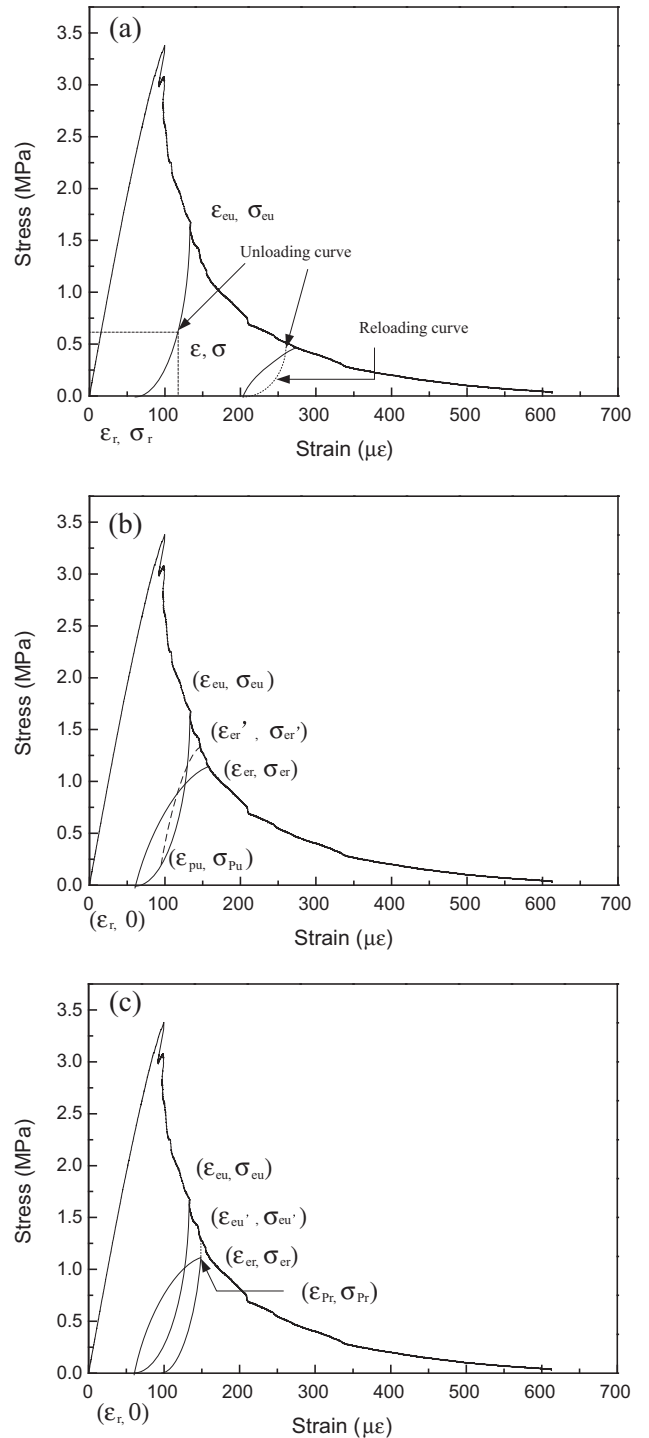 (a)
3.5
3.0
2.5
2.0
1.5
1.0
0.5
0.0
Stress (MPa)
εeu, σeu
Unloading curve
ε, σ
Reloading curve
0 100 200 300 400 500 600 700
εr, σr
Strain (με)
(b)
3.5
3.0
2.5
2.0
1.5
1.0
0.5
0.0
Stress (MPa)
(εeu, σeu)
(εer’ , σer’)
(εer, σer)
(εpu, σPu)
0 100 200 300 400 500 600 700
(εr, 0)
Strain (με)
(c)
3.5
3.0
2.5
2.0
1.5
1.0
0.5
0.0
Stress (MPa)
(εeu, σeu)
(εeu’ , σeu’)
(εer, σer)
(εPr, σPr)
0 100 200 300 400 500 600 700
(εr, 0)
Strain (με)